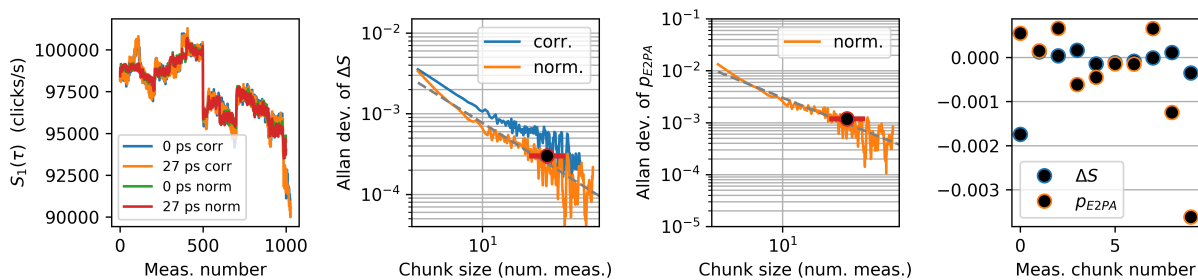 100000
97500
95000
92500
90000
S₁(τ) (clicks/s)
0 ps corr
27 ps corr
0 ps norm
27 ps norm
0
500
1000
Meas. number
10⁻²
10⁻³
10⁻⁴
Allan dev. of ΔS
corr.
norm.
10¹
Chunk size (num. meas.)
10⁻¹
10⁻²
10⁻³
10⁻⁴
10⁻⁵
Allan dev. of p_E2PA
norm.
10¹
Chunk size (num. meas.)
0.000
−0.001
−0.002
−0.003
ΔS
p_E2PA
0
5
Meas. chunk number